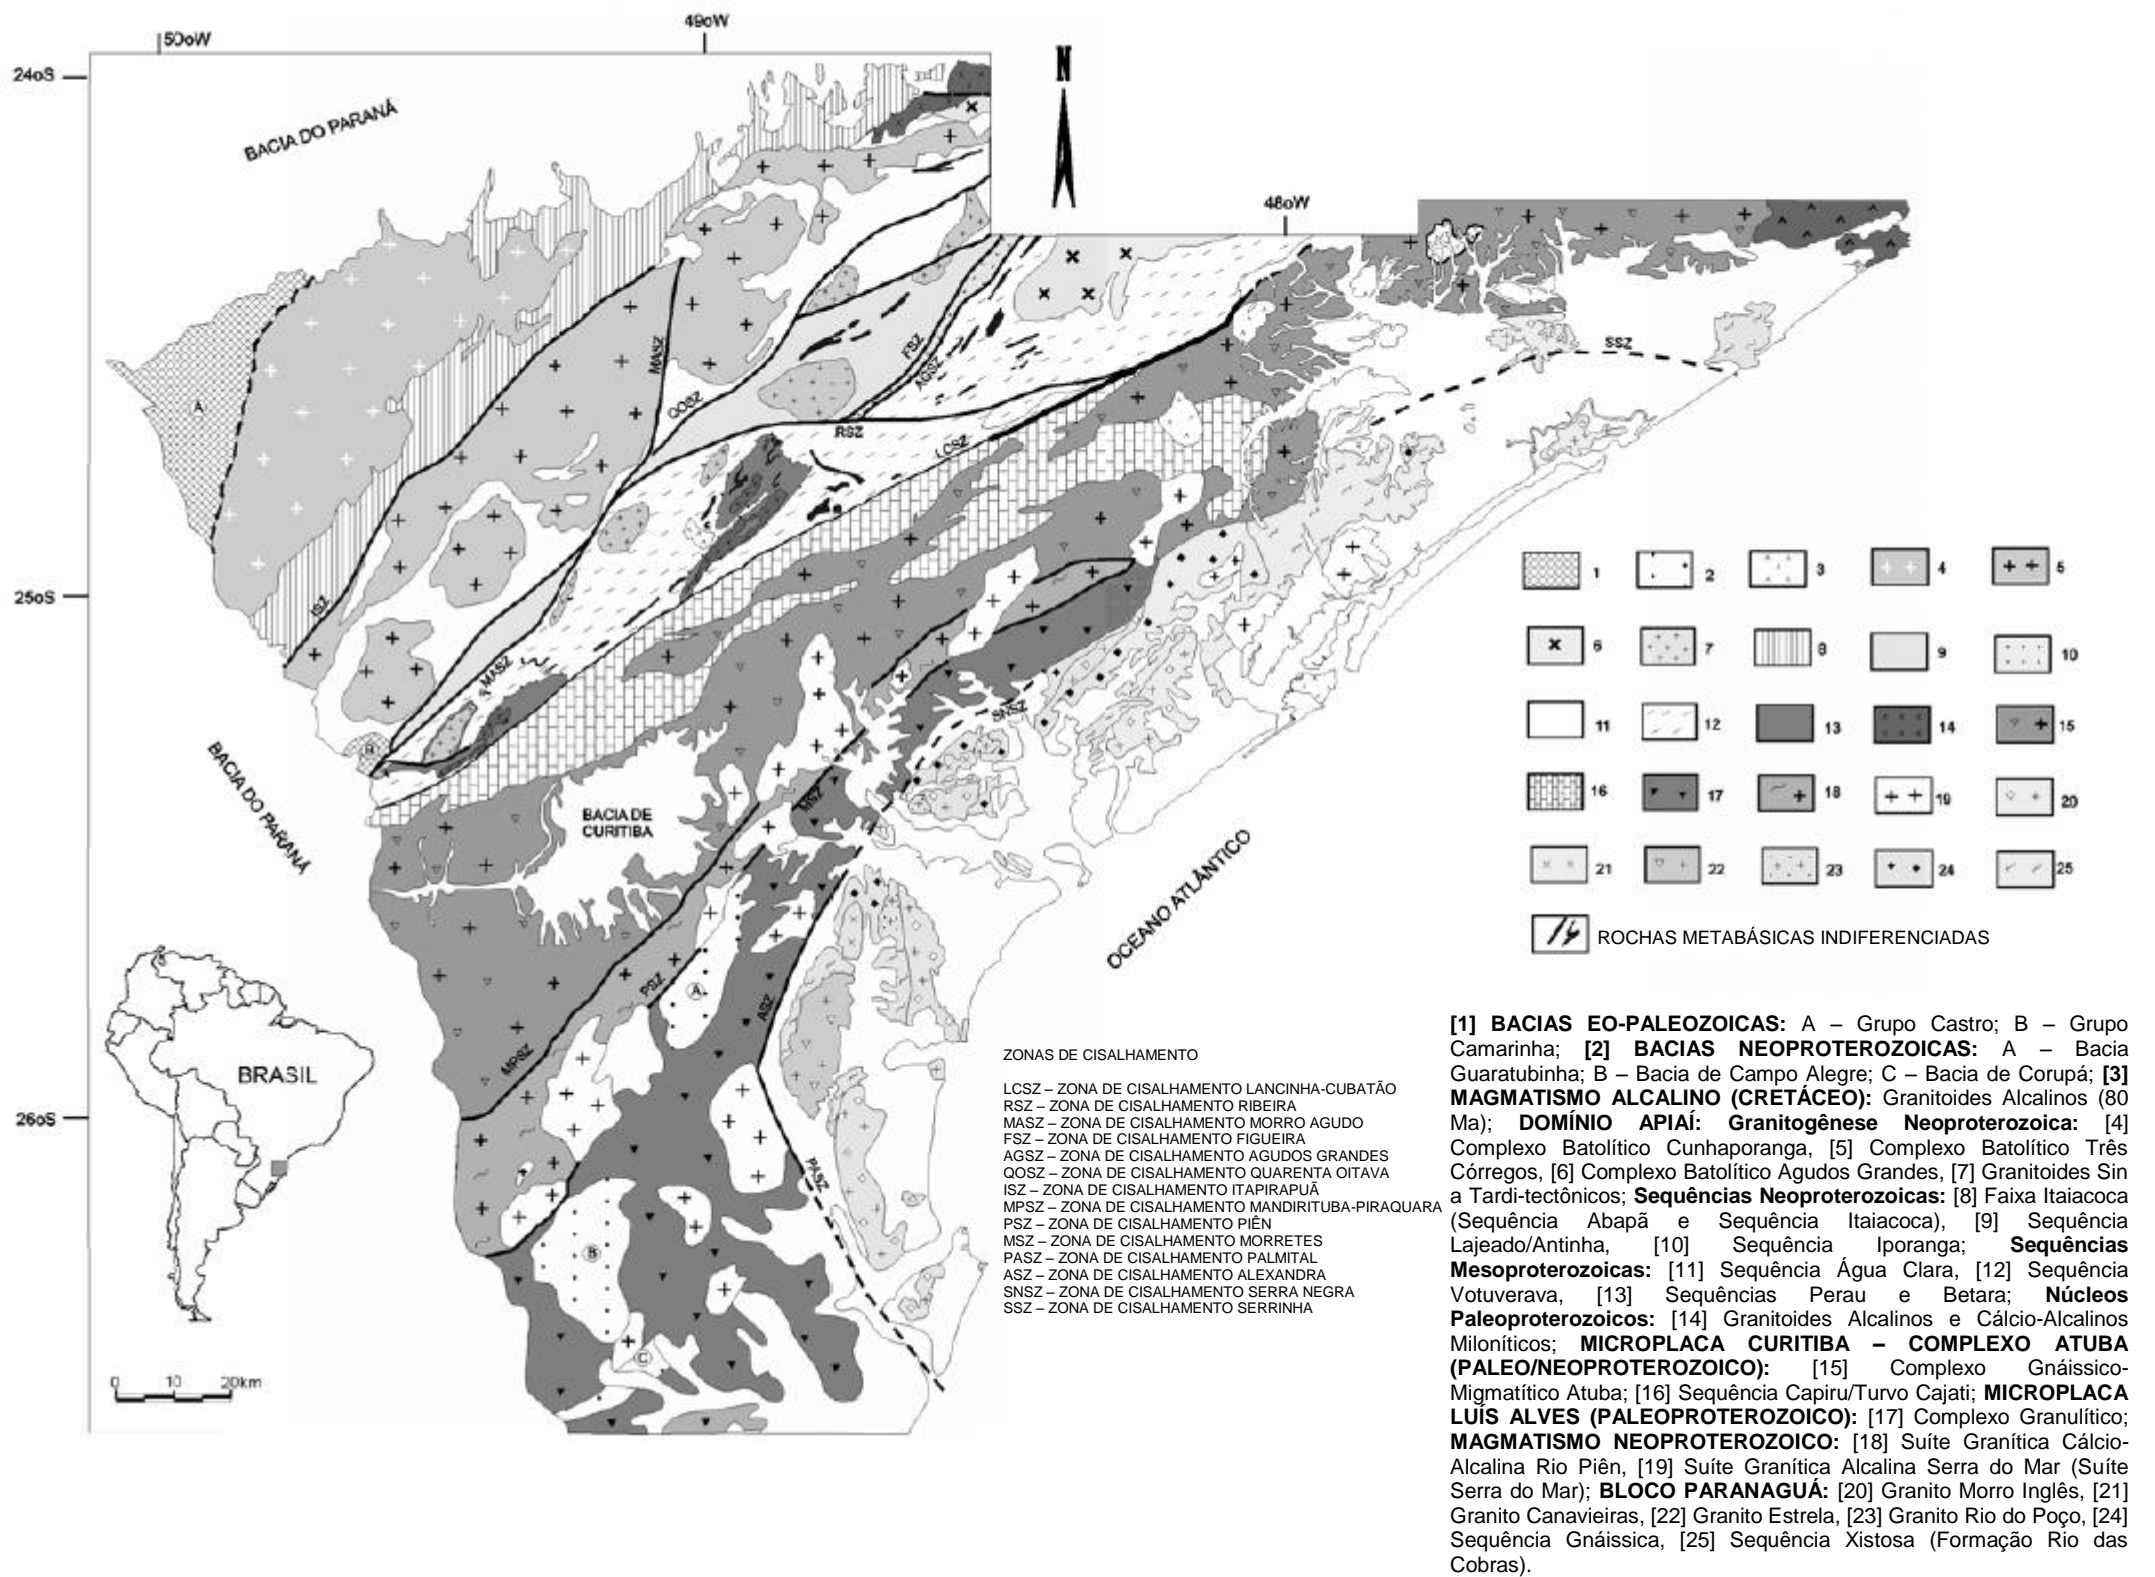 50oW
49oW
24oS
N
BACIA DO PARANÁ
48oW
SSZ
FSZ
MASZ
AGSZ
A
QOSZ
RSZ
LCSZ
25oS
ISZ
MASZ
SNSZ
B
BACIA DO PARANÁ
MSZ
BACIA DE
CURITIBA
OCEANO ATLÂNTICO
PSZ
A
ASZ
MPSZ
26oS
PASZ
B
C
BRASIL
0 10 20km
1 2 3 4 5
6 7 8 9 10
11 12 13 14 15
16 17 18 19 20
21 22 23 24 25
ROCHAS METABÁSICAS INDIFERENCIADAS
ZONAS DE CISALHAMENTO
LCSZ – ZONA DE CISALHAMENTO LANCINHA-CUBATÃO
RSZ – ZONA DE CISALHAMENTO RIBEIRA
MASZ – ZONA DE CISALHAMENTO MORRO AGUDO
FSZ – ZONA DE CISALHAMENTO FIGUEIRA
AGSZ – ZONA DE CISALHAMENTO AGUDOS GRANDES
QOSZ – ZONA DE CISALHAMENTO QUARENTA OITAVA
ISZ – ZONA DE CISALHAMENTO ITAPIRAPUÃ
MPSZ – ZONA DE CISALHAMENTO MANDIRITUBA-PIRAQUARA
PSZ – ZONA DE CISALHAMENTO PIÊN
MSZ – ZONA DE CISALHAMENTO MORRETES
PASZ – ZONA DE CISALHAMENTO PALMITAL
ASZ – ZONA DE CISALHAMENTO ALEXANDRA
SNSZ – ZONA DE CISALHAMENTO SERRA NEGRA
SSZ – ZONA DE CISALHAMENTO SERRINHA
[1] BACIAS EO-PALEOZOICAS: A – Grupo Castro; B – Grupo
Camarinha; [2] BACIAS NEOPROTEROZOICAS: A – Bacia
Guaratubinha; B – Bacia de Campo Alegre; C – Bacia de Corupá; [3]
MAGMATISMO ALCALINO (CRETÁCEO): Granitoides Alcalinos (80
Ma); DOMÍNIO APIAÍ: Granitogênese Neoproterozoica: [4]
Complexo Batolítico Cunhaporanga, [5] Complexo Batolítico Três
Córregos, [6] Complexo Batolítico Agudos Grandes, [7] Granitoides Sin
a Tardi-tectônicos; Sequências Neoproterozoicas: [8] Faixa Itaiacoca
(Sequência Abapã e Sequência Itaiacoca), [9] Sequência
Lajeado/Antinha, [10] Sequência Iporanga; Sequências
Mesoproterozoicas: [11] Sequência Água Clara, [12] Sequência
Votuverava, [13] Sequências Perau e Betara; Núcleos
Paleoproterozoicos: [14] Granitoides Alcalinos e Cálcio-Alcalinos
Miloníticos; MICROPLACA CURITIBA – COMPLEXO ATUBA
(PALEO/NEOPROTEROZOICO): [15] Complexo Gnáissico-
Migmatítico Atuba; [16] Sequência Capiru/Turvo Cajati; MICROPLACA
LUÍS ALVES (PALEOPROTEROZOICO): [17] Complexo Granulítico;
MAGMATISMO NEOPROTEROZOICO: [18] Suíte Granítica Cálcio-
Alcalina Rio Piên, [19] Suíte Granítica Alcalina Serra do Mar (Suíte
Serra do Mar); BLOCO PARANAGUÁ: [20] Granito Morro Inglês, [21]
Granito Canavieiras, [22] Granito Estrela, [23] Granito Rio do Poço, [24]
Sequência Gnáissica, [25] Sequência Xistosa (Formação Rio das
Cobras).